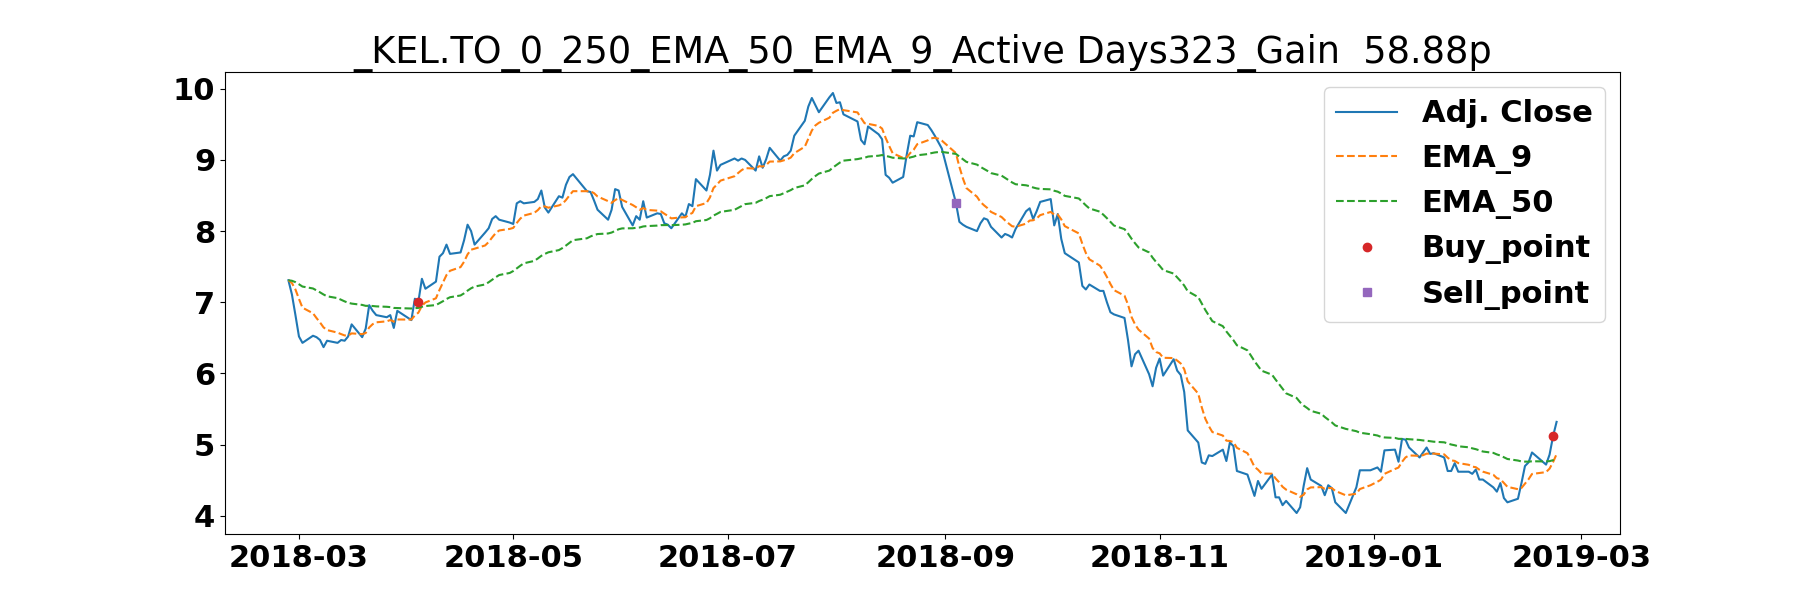 _KEL.TO_0_250_EMA_50_EMA_9_Active Days323_Gain  58.88p
10
9
8
7
6
5
4
Adj. Close
EMA_9
EMA_50
Buy_point
Sell_point
2018-03 2018-05 2018-07 2018-09 2018-11 2019-01 2019-03